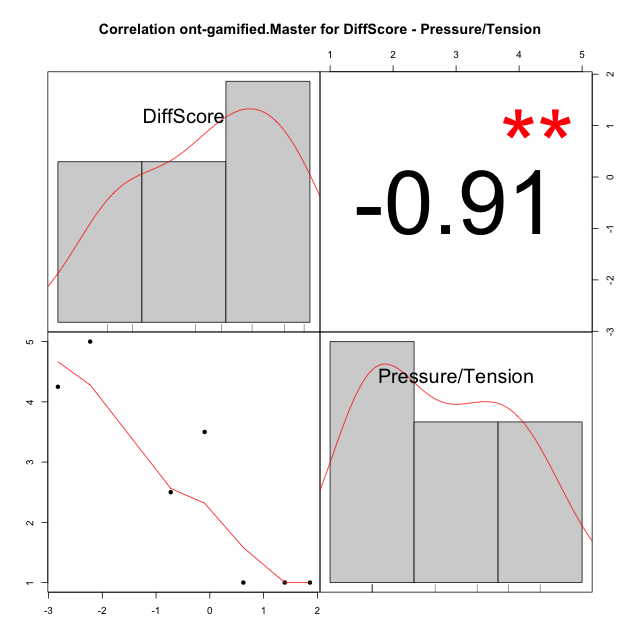 Correlation ont-gamified.Master for DiffScore - Pressure/Tension
1 2 3 4 5
DiffScore
**
-0.91
2
1
0
-1
-2
-3
5
4
3
2
1
Pressure/Tension
-3 -2 -1 0 1 2